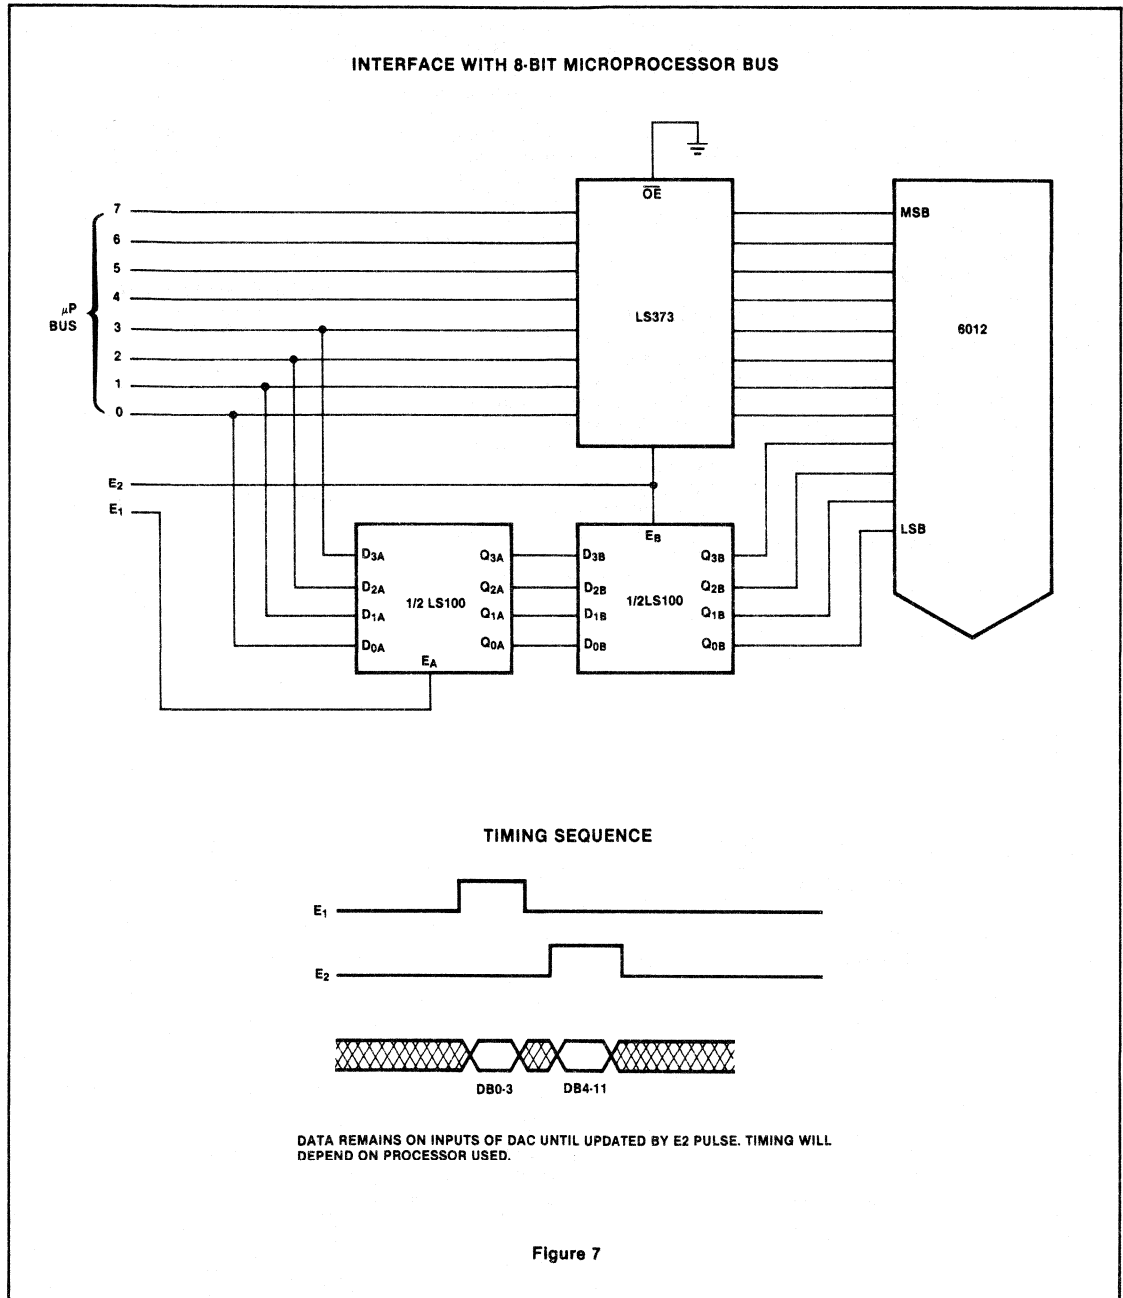 INTERFACE WITH 8-BIT MICROPROCESSOR BUS
OE
7
6
5
4
3
2
1
0
µP
BUS
LS373
MSB
6012
LSB
E2
E1
EB
D3A
D2A
D1A
D0A
1/2 LS100
EA
Q3A
Q2A
Q1A
Q0A
D3B
D2B
D1B
D0B
1/2LS100
Q3B
Q2B
Q1B
Q0B
TIMING SEQUENCE
E1
E2
DB0-3
DB4-11
DATA REMAINS ON INPUTS OF DAC UNTIL UPDATED BY E2 PULSE. TIMING WILL
DEPEND ON PROCESSOR USED.
Figure 7